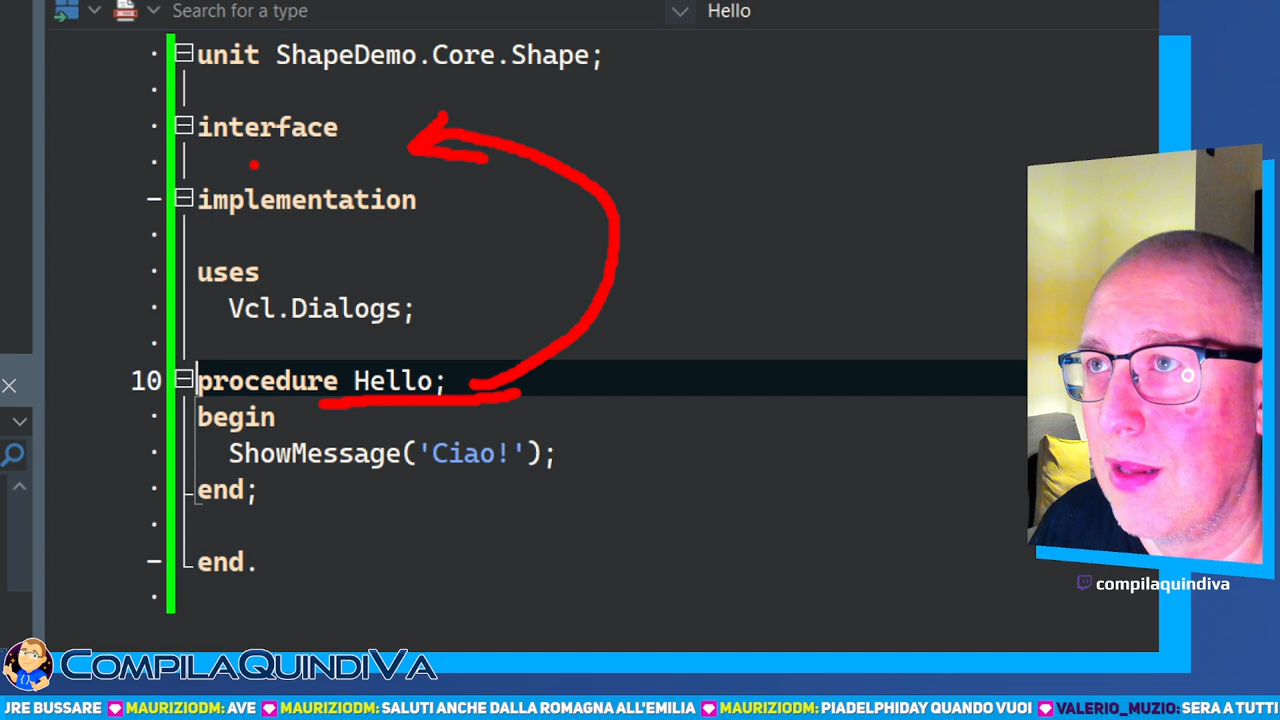 Search for a type
Hello
unit ShapeDemo.Core.Shape;
interface
implementation
uses
Vcl.Dialogs;
10
procedure Hello;
begin
ShowMessage('Ciao!');
end;
end.
compilaquindiva
COMPILAQUINDIVA
JRE BUSSARE MAURIZIODM: AVE MAURIZIODM: SALUTI ANCHE DALLA ROMAGNA ALL'EMILIA MAURIZIODM: PIADELPHIDAY QUANDO VUOI VALERIO_MUZIO: SERA A TUTTI